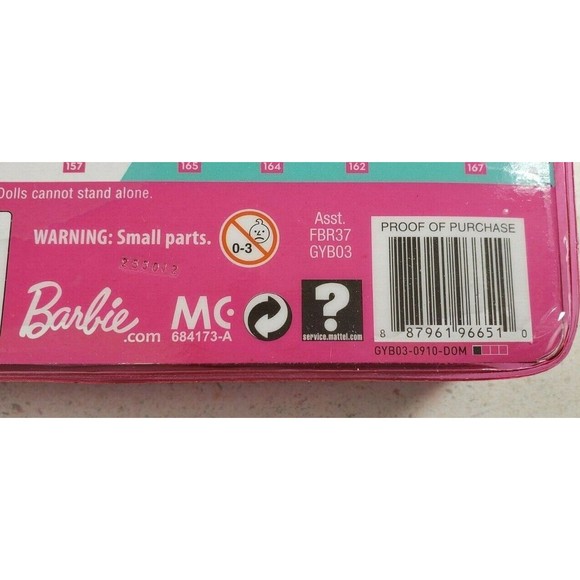 157 165 164 162 167
Dolls cannot stand alone.
WARNING: Small parts.
0-3
Asst.
FBR37
GYB03
PROOF OF PURCHASE
8 87961 96651 0
GYB03-0910-DOM
Barbie
.com
MC
684173-A
?
service.mattel.com